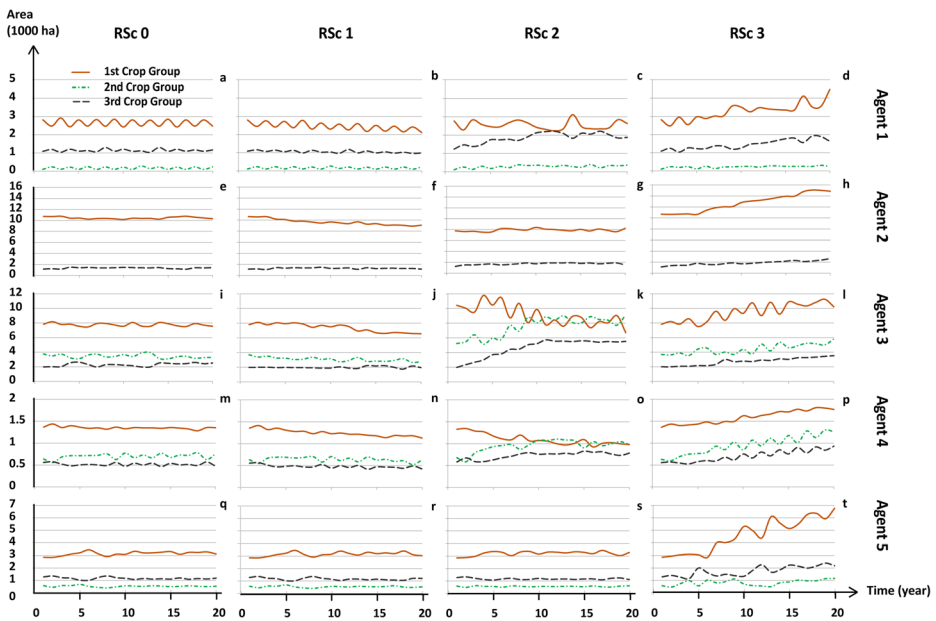 Area
(1000 ha)
RSc 0
RSc 1
RSc 2
RSc 3
1st Crop Group
2nd Crop Group
3rd Crop Group
5
4
3
2
1
0
a
b
c
d
Agent 1
16
14
12
10
8
6
4
2
0
e
f
g
h
Agent 2
12
10
8
6
4
2
0
i
j
k
l
Agent 3
2
1.5
1
0.5
0
m
n
o
p
Agent 4
7
6
5
4
3
2
1
0
q
r
s
t
Agent 5
0 5 10 15 20
0 5 10 15 20
0 5 10 15 20
0 5 10 15 20
Time (year)